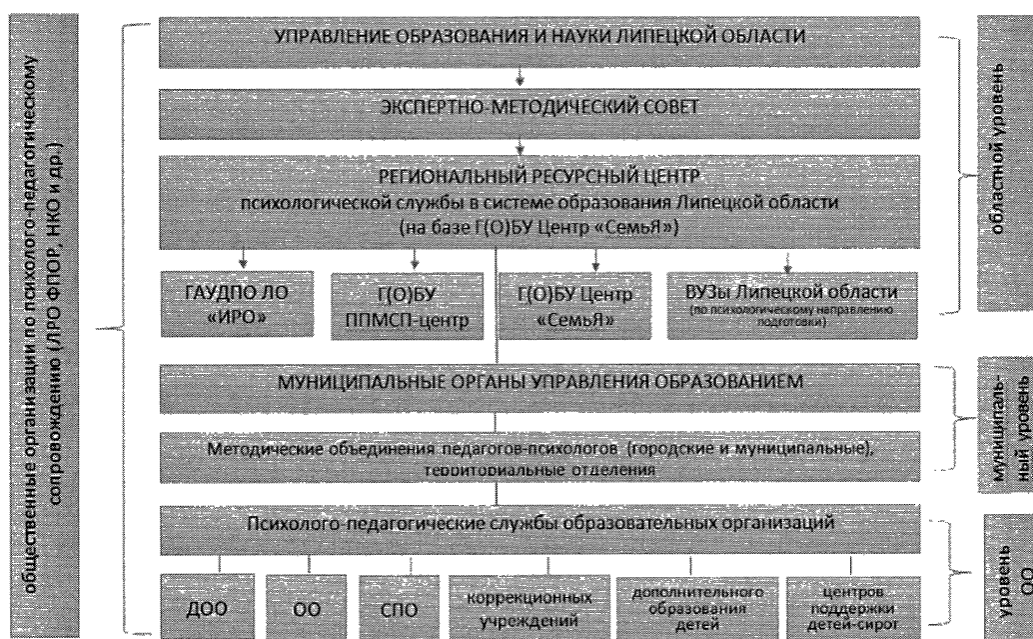 общественные организации по психолого-педагогическому
сопровождению (ЛРО ФПОР, НКО и др.)
УПРАВЛЕНИЕ ОБРАЗОВАНИЯ И НАУКИ ЛИПЕЦКОЙ ОБЛАСТИ
ЭКСПЕРТНО-МЕТОДИЧЕСКИЙ СОВЕТ
РЕГИОНАЛЬНЫЙ РЕСУРСНЫЙ ЦЕНТР
психологической службы в системе образования Липецкой области
(на базе Г(О)БУ Центр «СемьЯ»)
ГАУДПО ЛО
«ИРО»
Г(О)БУ
ППМСП-центр
Г(О)БУ Центр
«СемьЯ»
ВУЗы Липецкой области
(по психологическому направлению
подготовки)
областной уровень
МУНИЦИПАЛЬНЫЕ ОРГАНЫ УПРАВЛЕНИЯ ОБРАЗОВАНИЕМ
Методические объединения педагогов-психологов (городские и муниципальные),
территориальные отделения
муниципаль-
ный уровень
Психолого-педагогические службы образовательных организаций
ДОО
ОО
СПО
коррекционных
учреждений
дополнительного
образования
детей
центров
поддержки
детей-сирот
уровень
ОО